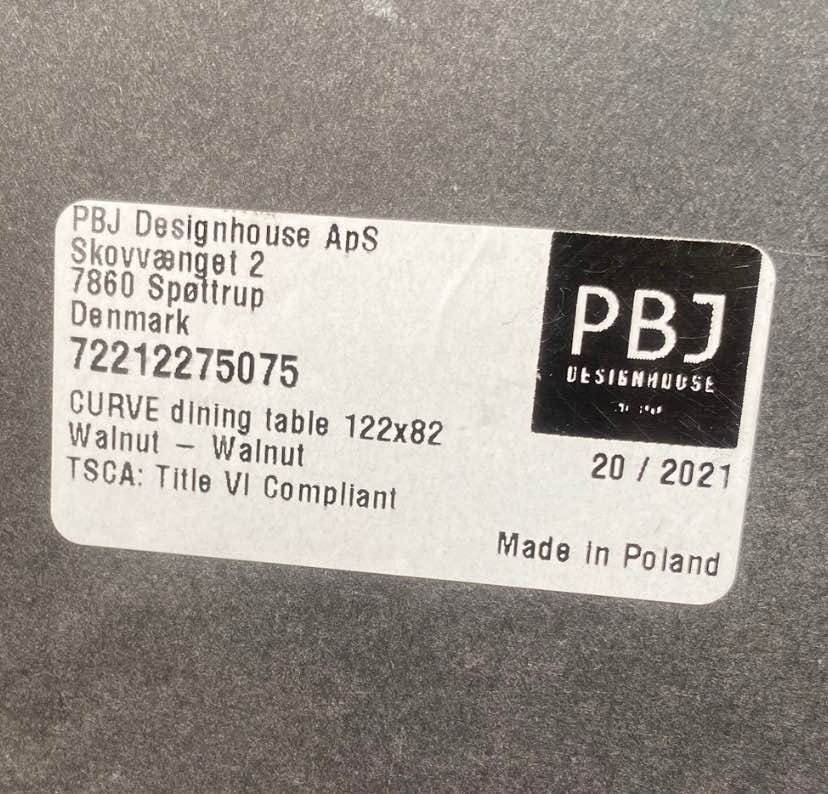 PBJ Designhouse ApS
Skovvænget 2
7860 Spøttrup
Denmark
72212275075
CURVE dining table 122x82
Walnut – Walnut
TSCA: Title VI Compliant
PBJ
DESIGNHOUSE
20 / 2021
Made in Poland